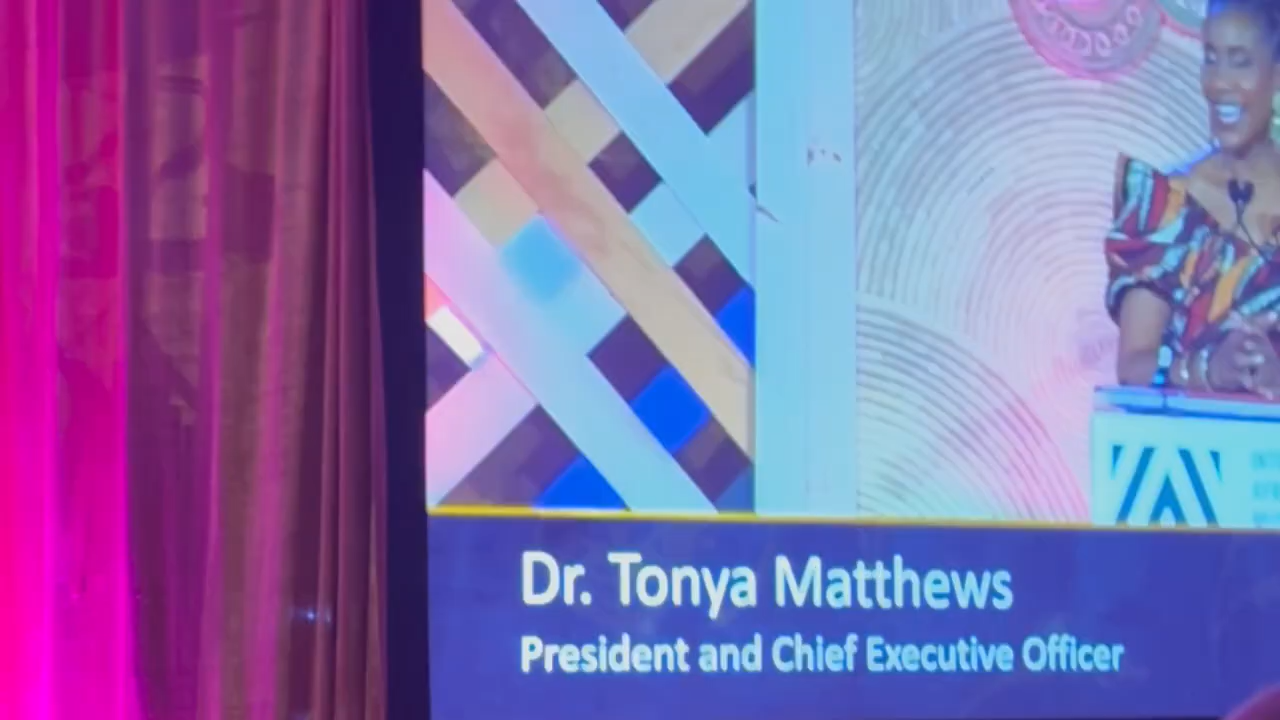 Dr. Tonya Matthews
President and Chief Executive Officer